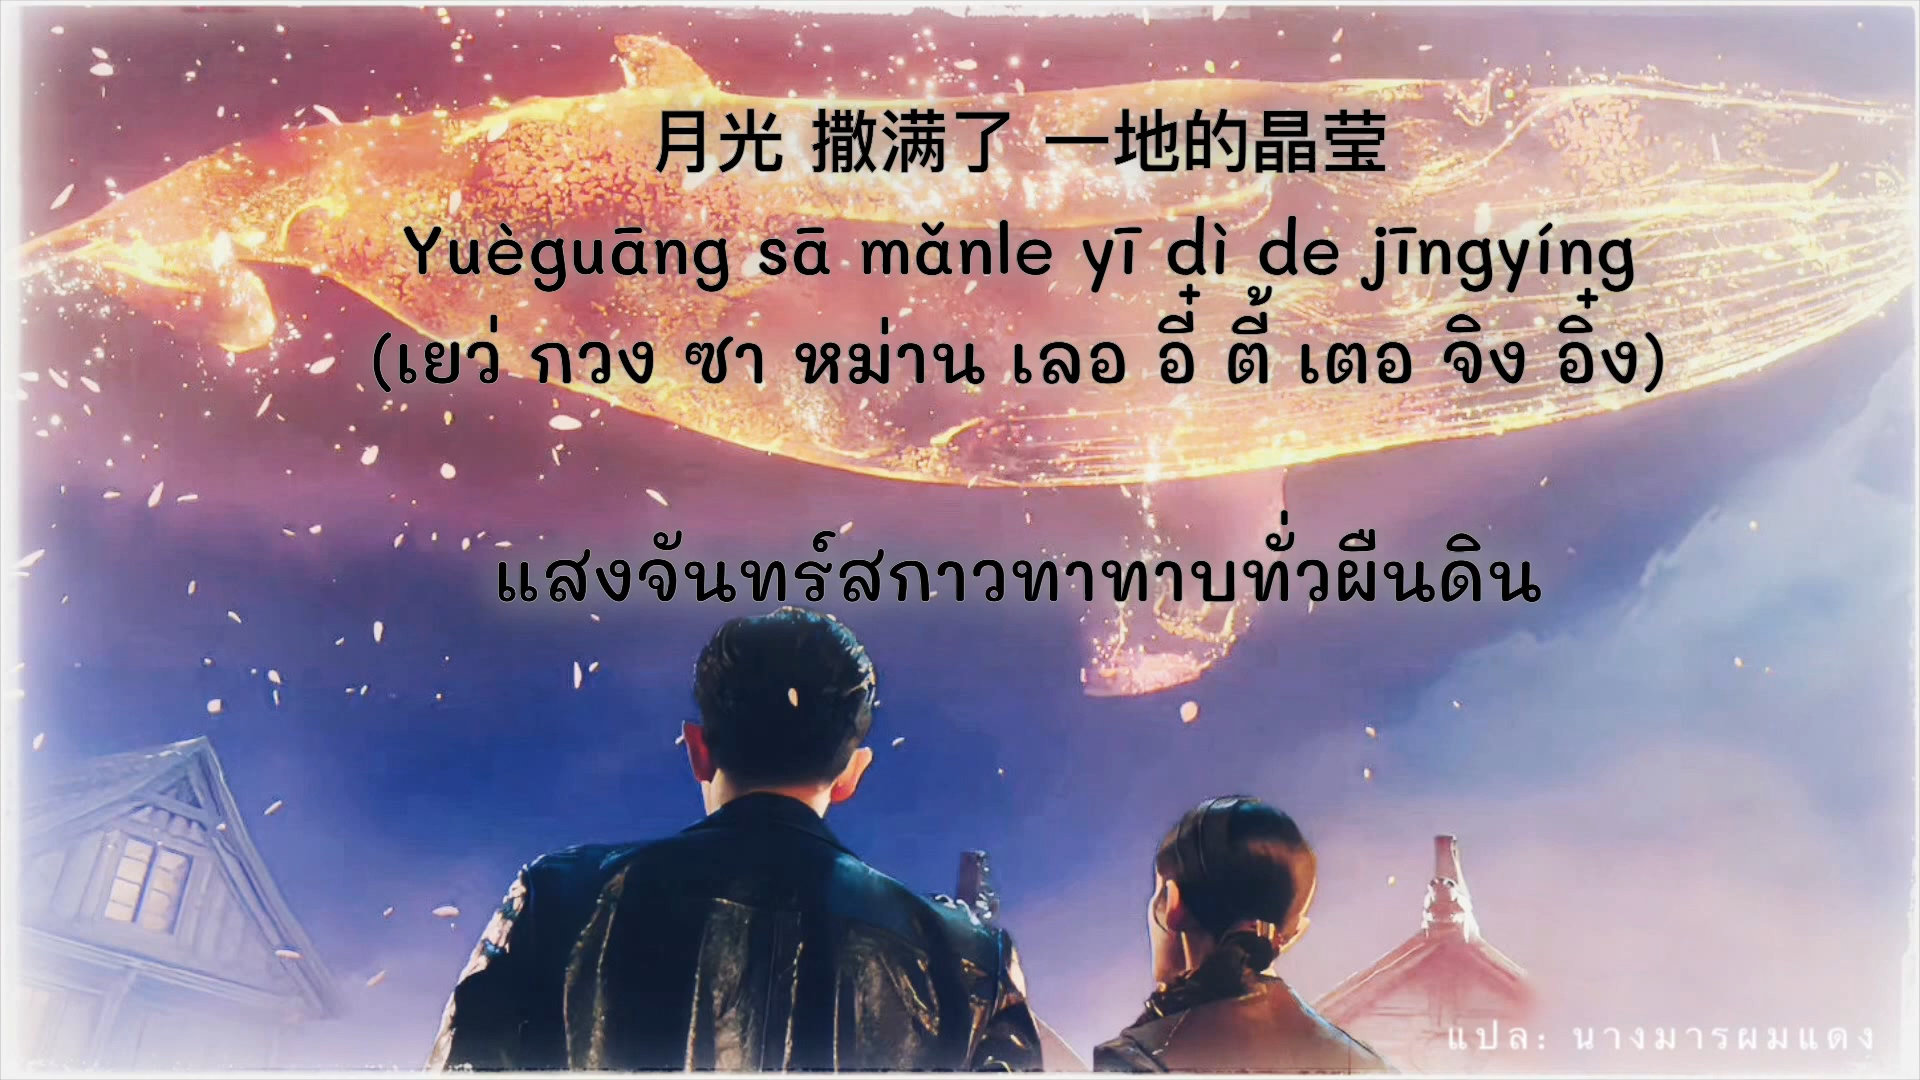 月光 撒满了 一地的晶莹
Yuèguāng sā mǎnle yī dì de jīngyíng
(เยว่ กวง ซา หม่าน เลอ อี๋ ตี้ เตอ จิง อิ๋ง)
แสงจันทร์สกาวทาทาบทั่วผืนดิน
แปล: นางมารผมแดง